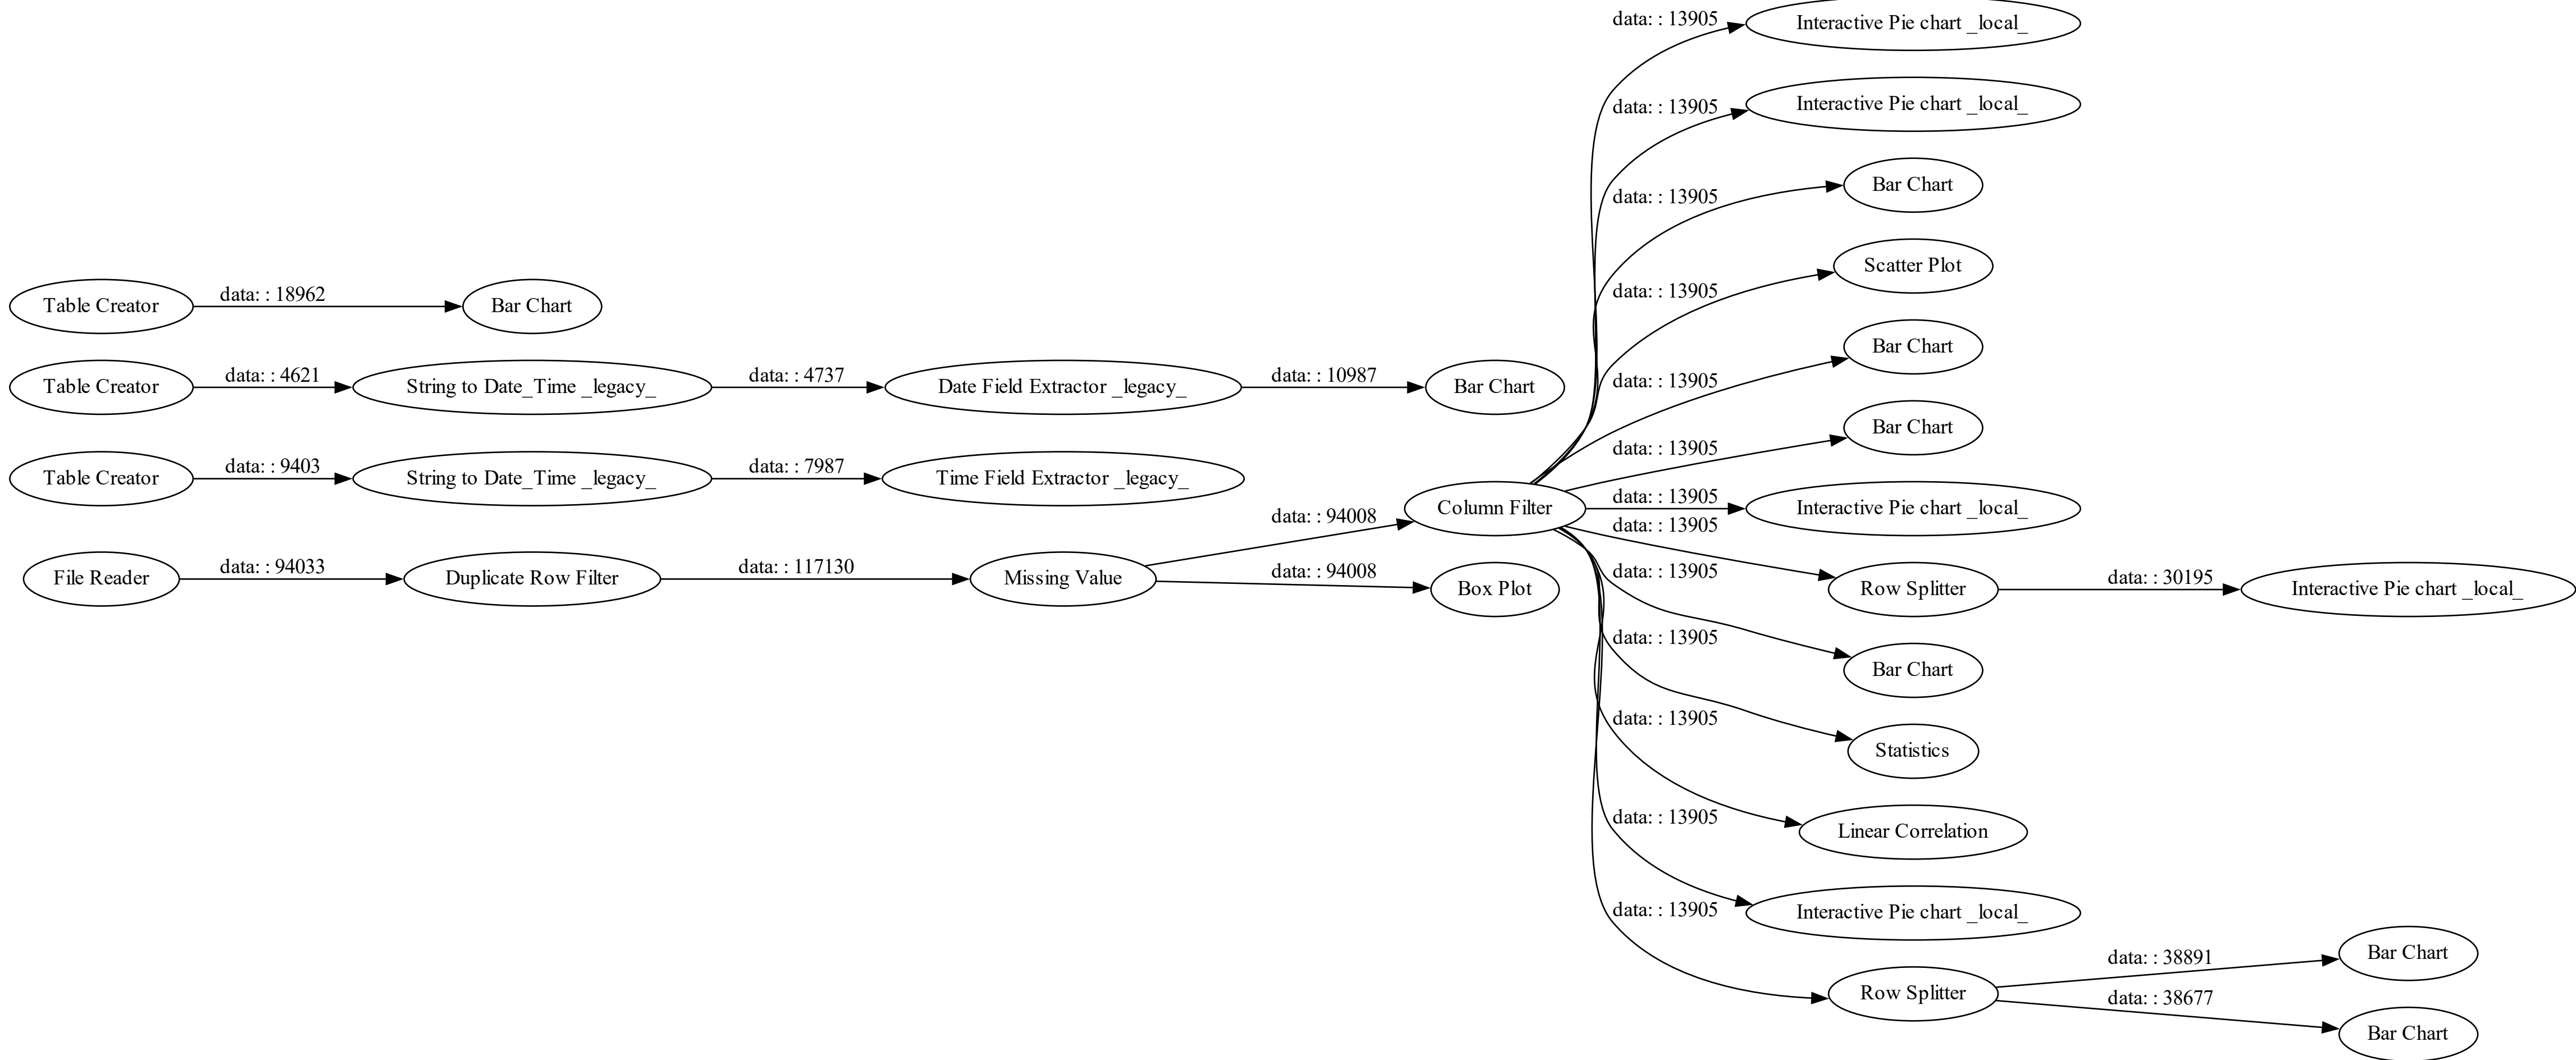 data: : 13905
Interactive Pie chart _local_
data: : 13905
Interactive Pie chart _local_
data: : 13905
Bar Chart
data: : 13905
Scatter Plot
Table Creator
data: : 18962
Bar Chart
data: : 13905
Bar Chart
Table Creator
data: : 4621
String to Date_Time _legacy_
data: : 4737
Date Field Extractor _legacy_
data: : 10987
Bar Chart
data: : 13905
Bar Chart
Table Creator
data: : 9403
String to Date_Time _legacy_
data: : 7987
Time Field Extractor _legacy_
data: : 94008
Column Filter
data: : 13905
Interactive Pie chart _local_
data: : 13905
File Reader
data: : 94033
Duplicate Row Filter
data: : 117130
Missing Value
data: : 94008
Box Plot
Row Splitter
data: : 30195
Interactive Pie chart _local_
data: : 13905
Bar Chart
data: : 13905
Statistics
data: : 13905
Linear Correlation
data: : 13905
Interactive Pie chart _local_
data: : 13905
Row Splitter
data: : 38891
Bar Chart
data: : 38677
Bar Chart